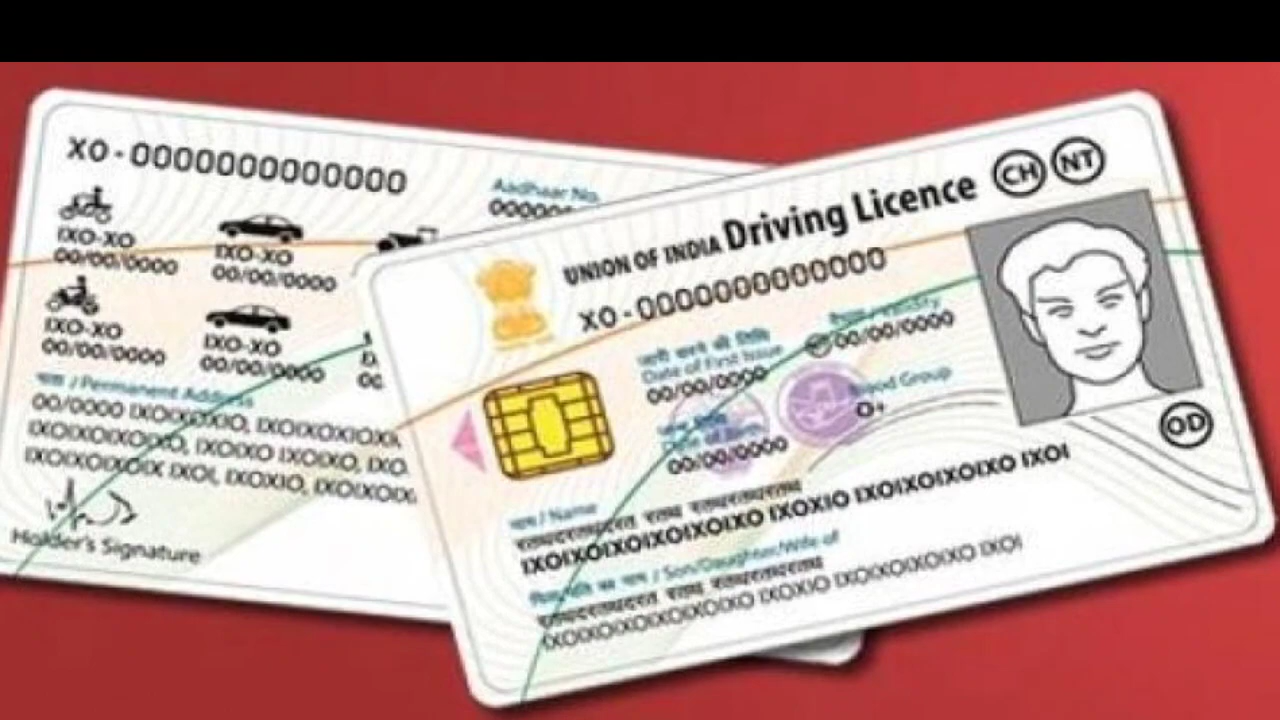 XO - 0000000000000
Aadhaar No.
IXO-XO
00/00/0000
IXO-XO
00/00/0000
IXO-XO
00/00/0000
IXO-XO
00/00/0000
/ Permanent Address
00/0000 IXOIXOXIO, IXOIXOXIOXI
IXOIXOIXOIXO, IXOIXO IXOIXO, IXO
IXOIXOIXOIX IXOI, IXOXIO, IXOIXOIX
Holder's Signature
UNION OF INDIA Driving Licence
CH NT
XO - 0000000000000
जारी करने की तिथि
Date of First Issue
00/00/0000
Validity
00/00/0000
Blood Group
O+
00/00/0000
OD
नाम / Name
IXOIXOIXOIXOIXOIXO IXOXIO IXOIXOIXOIXO IXOI
/ Son/Daughter/Wife of
IXOIXOIXOIXOIXOIXO IXOXIO IXOIXOIXOIXO IXOI